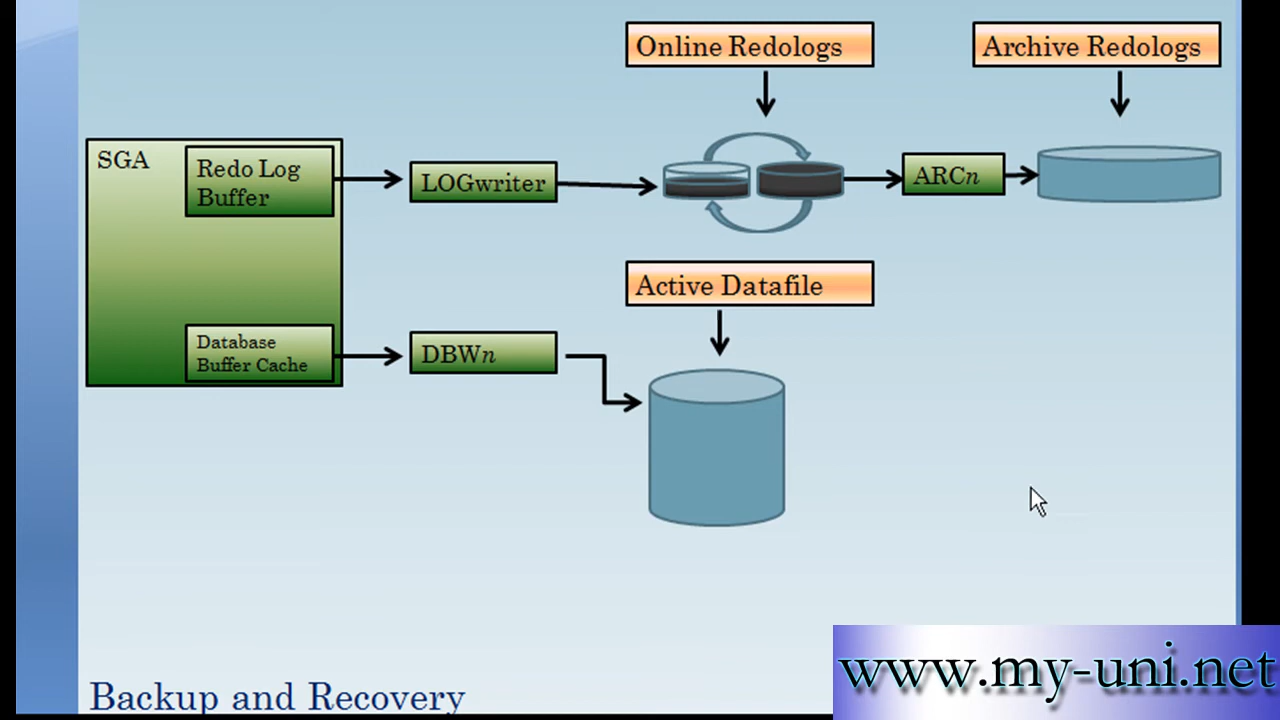 Online Redologs
Archive Redologs
SGA
Redo Log
Buffer
LOGwriter
ARCn
Active Datafile
Database
Buffer Cache
DBWn
www.my-uni.net
Backup and Recovery